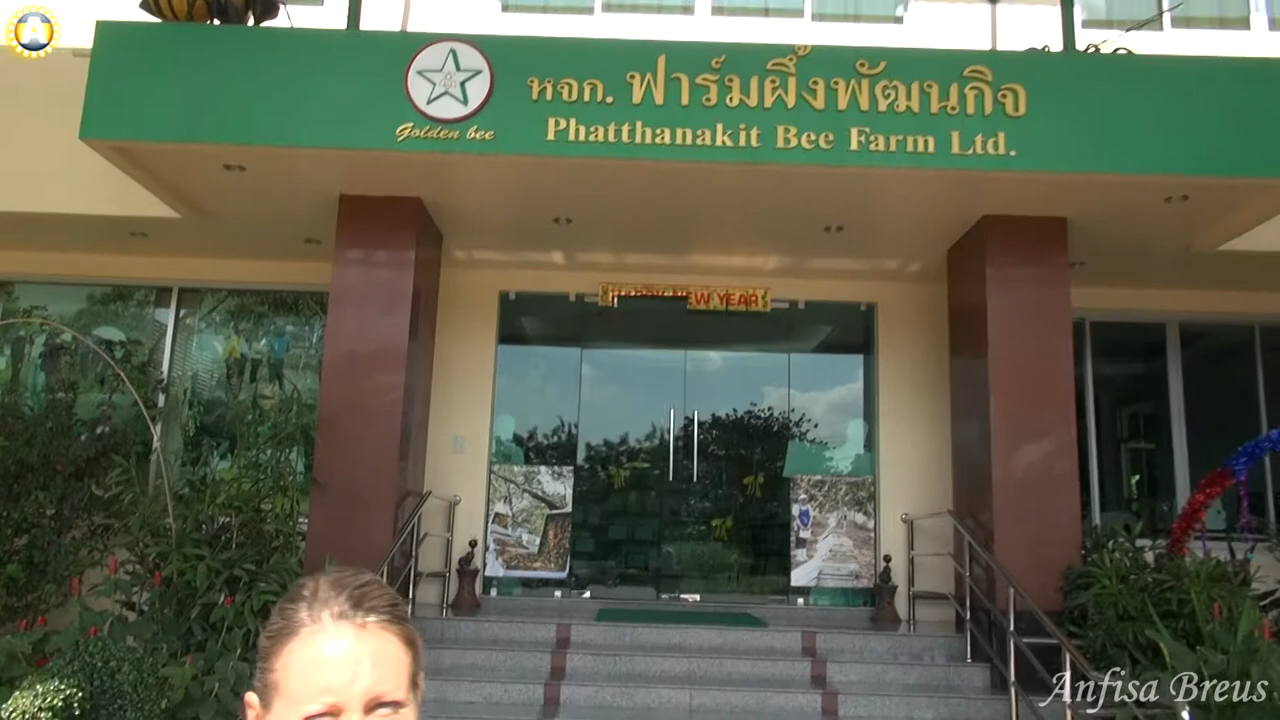 หจก. ฟาร์มผึ้งพัฒนกิจ
Golden bee
Phatthanakit Bee Farm Ltd.
HAPPY NEW YEAR
Anfisa Breus